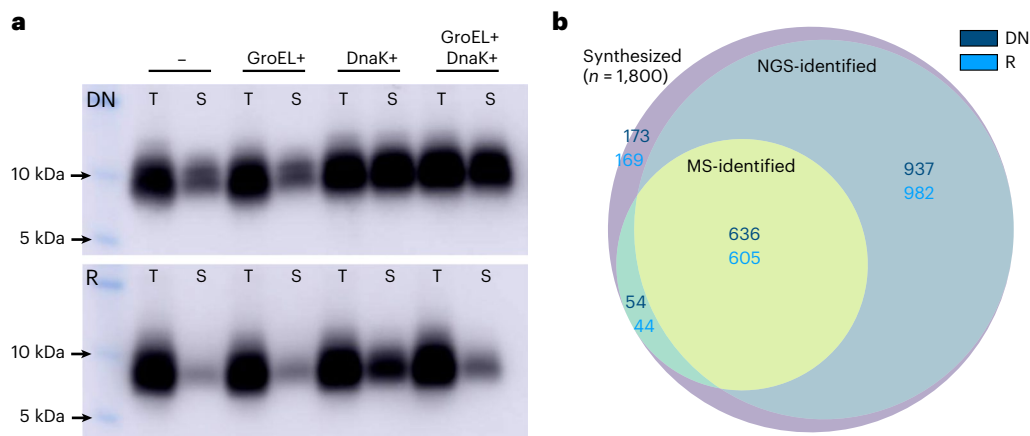 a
– GroEL+ DnaK+ GroEL+
DnaK+
DN T S T S T S T S
10 kDa
5 kDa
R T S T S T S T S
10 kDa
5 kDa
b
Synthesized
(n = 1,800)
NGS-identified
MS-identified
DN
R
173
169
937
982
636
605
54
44